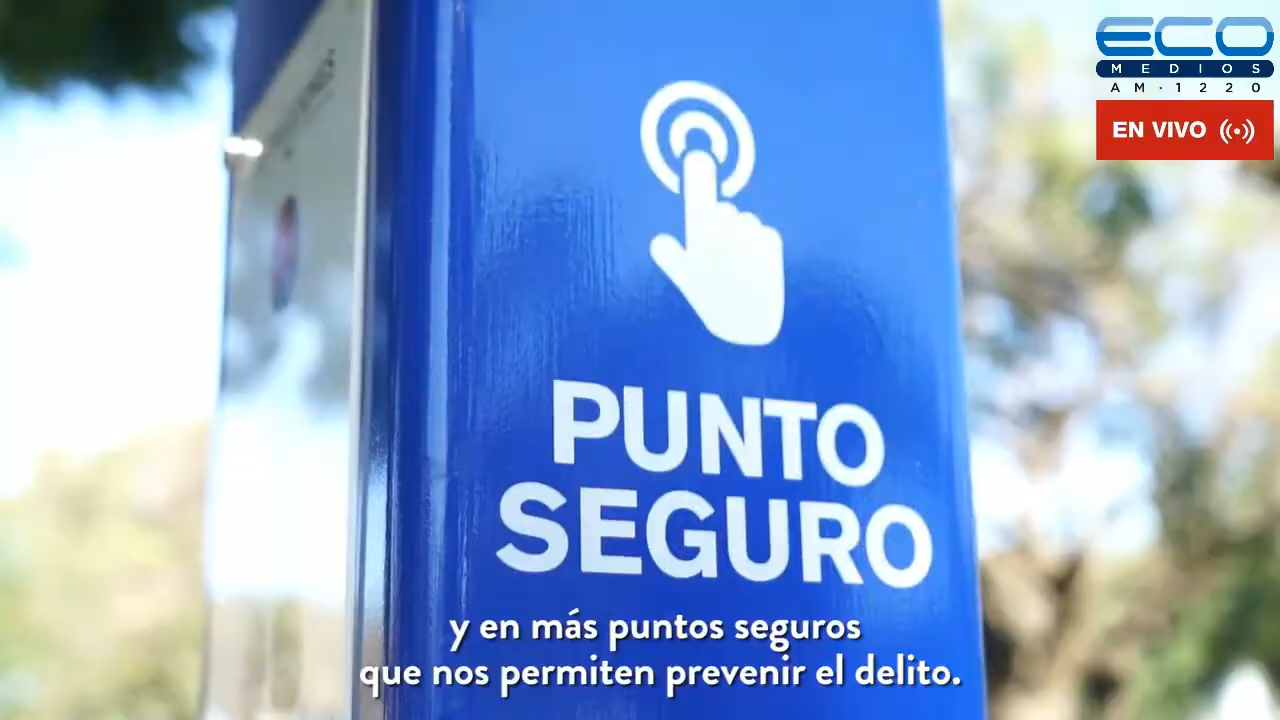 ECO
MEDIOS
AM·1220
EN VIVO
PUNTO
SEGURO
y en más puntos seguros
que nos permiten prevenir el delito.